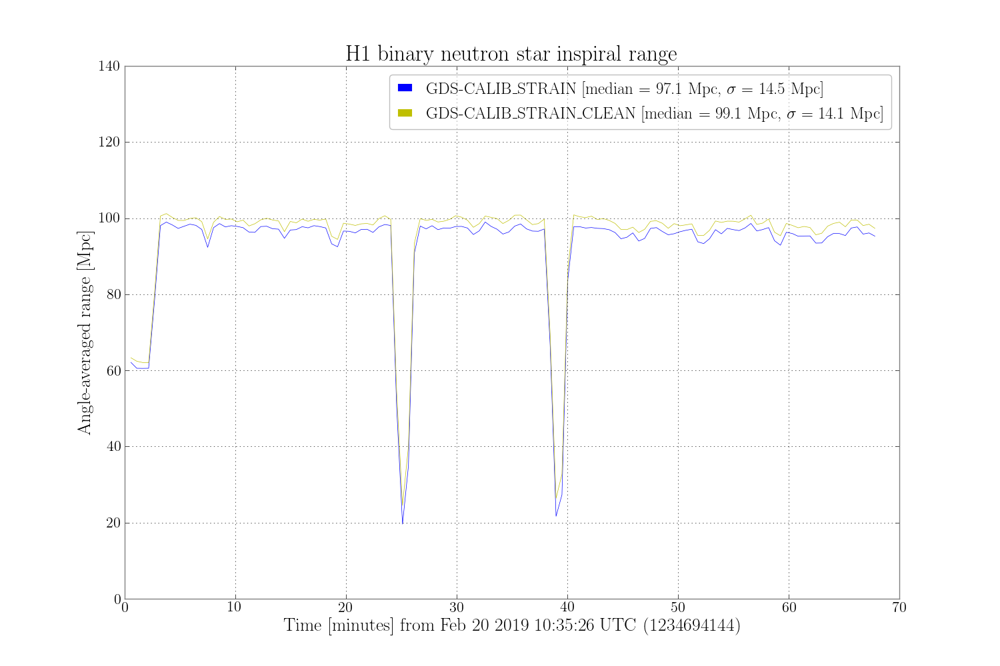 H1 binary neutron star inspiral range
GDS-CALIB_STRAIN [median = 97.1 Mpc, σ = 14.5 Mpc]
GDS-CALIB_STRAIN_CLEAN [median = 99.1 Mpc, σ = 14.1 Mpc]
Angle-averaged range [Mpc]
140
120
100
80
60
40
20
0
0 10 20 30 40 50 60 70
Time [minutes] from Feb 20 2019 10:35:26 UTC (1234694144)